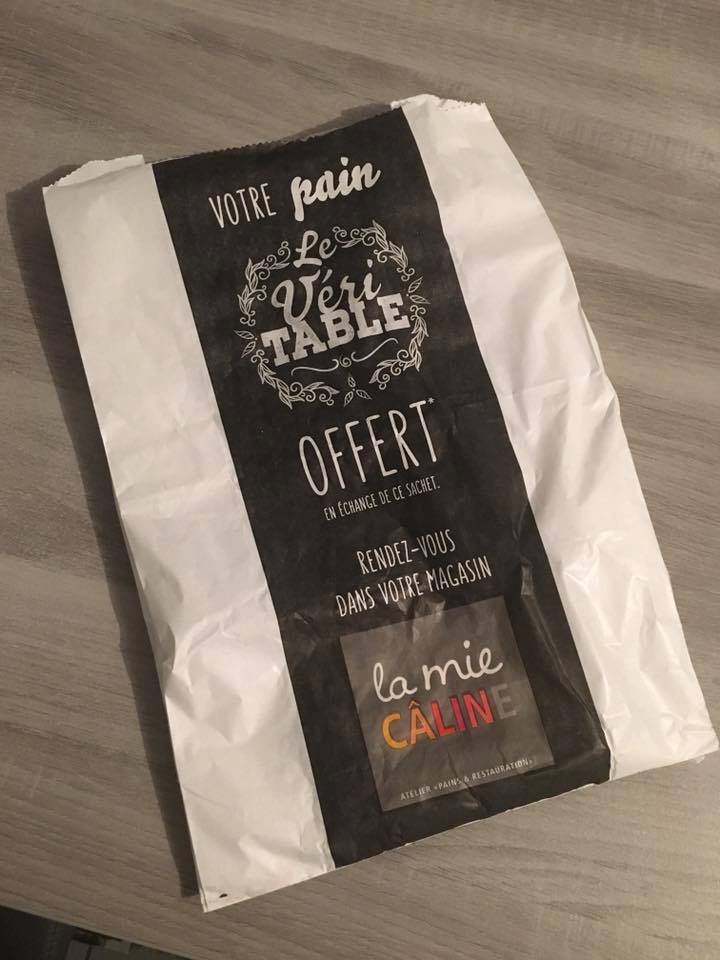 VOTRE pain
Le
Véri
TABLE
OFFERT*
EN ÉCHANGE DE CE SACHET.
RENDEZ-VOUS
DANS VOTRE MAGASIN
la mie
CÂLINE
ATELIER «PAINS & RESTAURATION»